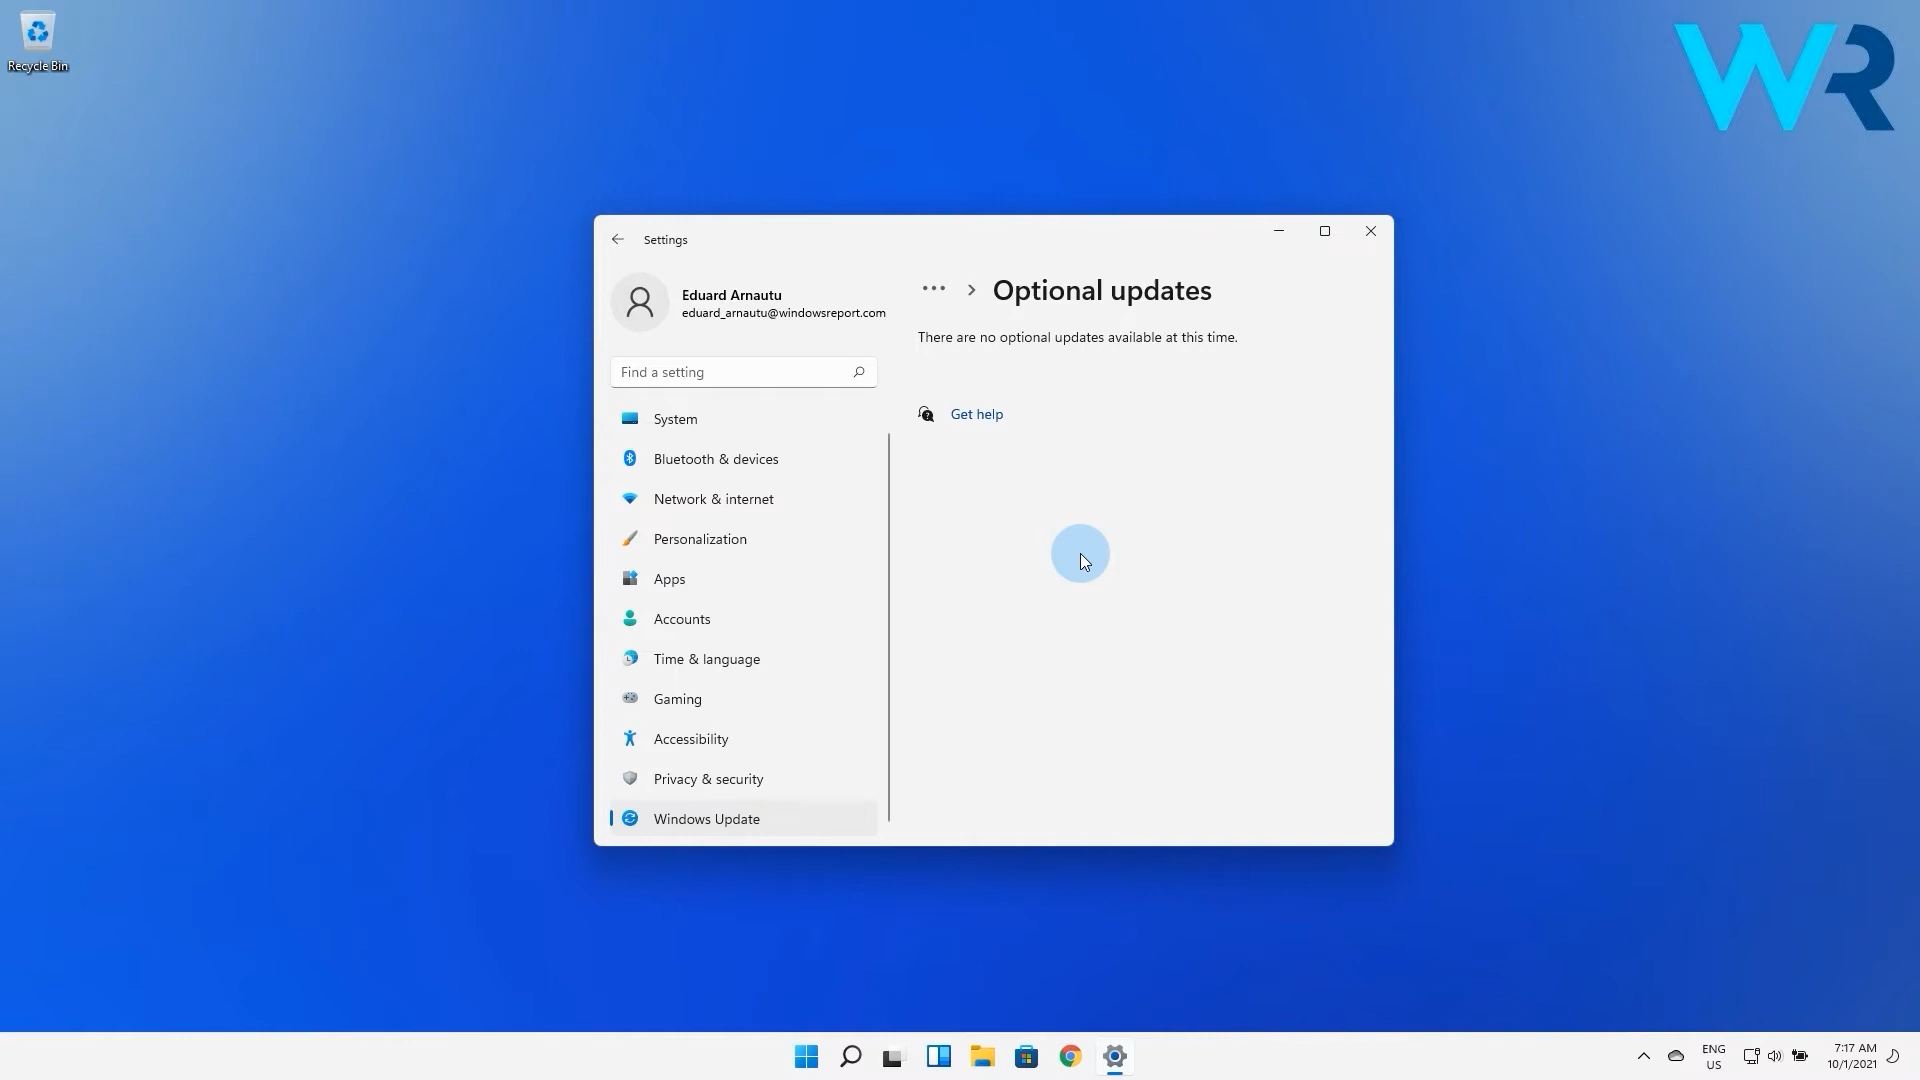 Recycle Bin
WR
Settings
Eduard Arnautu
eduard_arnautu@windowsreport.com
Find a setting
System
Bluetooth & devices
Network & internet
Personalization
Apps
Accounts
Time & language
Gaming
Accessibility
Privacy & security
Windows Update
Optional updates
There are no optional updates available at this time.
Get help
ENG
US
7:17 AM
10/1/2021